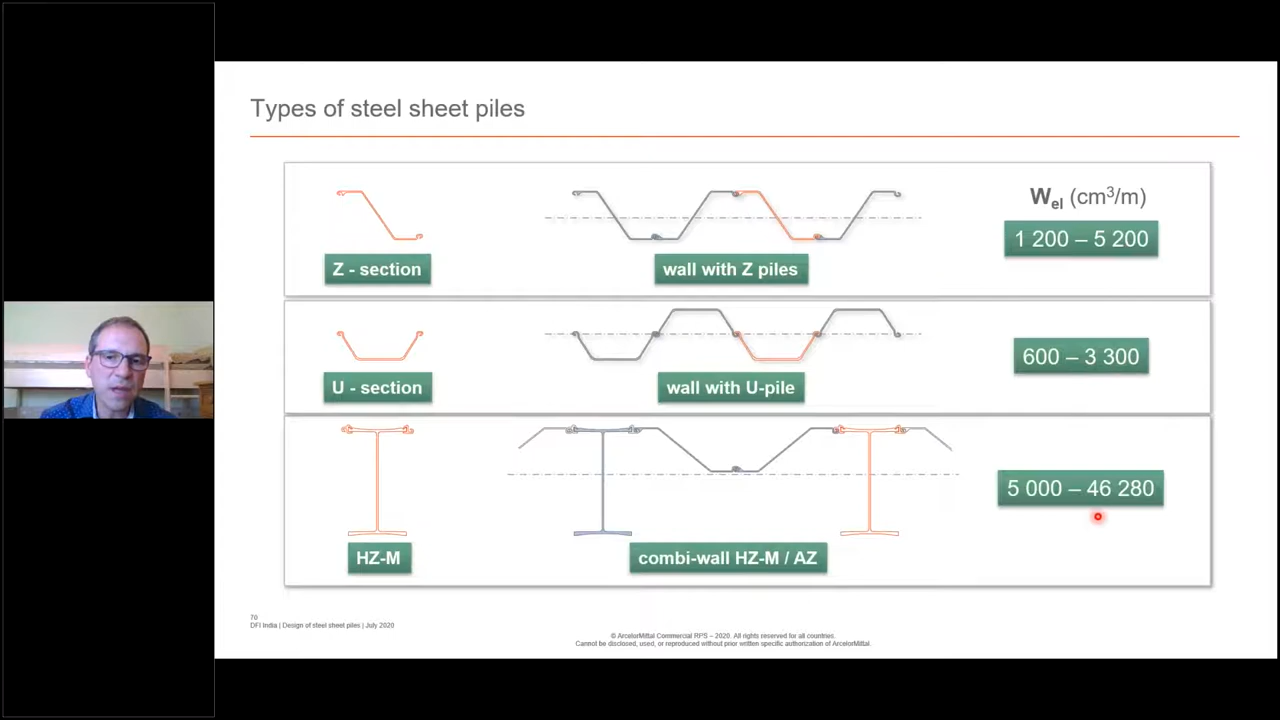 Types of steel sheet piles
W_el (cm³/m)
1 200 – 5 200
Z - section
wall with Z piles
600 – 3 300
U - section
wall with U-pile
5 000 – 46 280
HZ-M
combi-wall HZ-M / AZ
70
DFI India | Design of steel sheet piles | July 2020
© ArcelorMittal Commercial RPS – 2020. All rights reserved for all countries.
Cannot be disclosed, used, or reproduced without prior written specific authorization of ArcelorMittal.